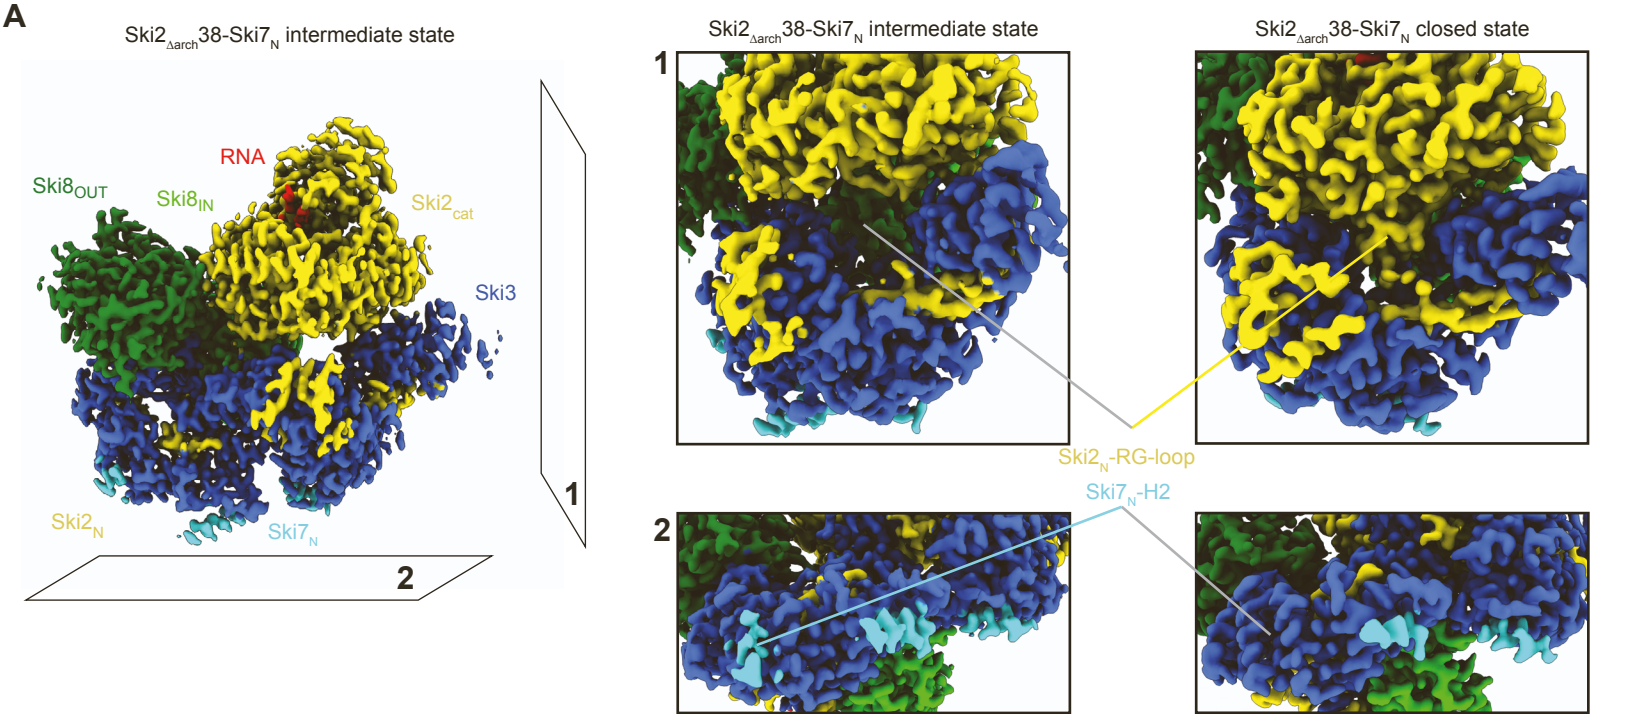 A
Ski2Δarch38-Ski7N intermediate state
Ski2Δarch38-Ski7N intermediate state
Ski2Δarch38-Ski7N closed state
1
RNA
Ski8OUT
Ski8IN
Ski2cat
Ski3
1
Ski2N-RG-loop
Ski7N-H2
Ski2N
Ski7N
2
2